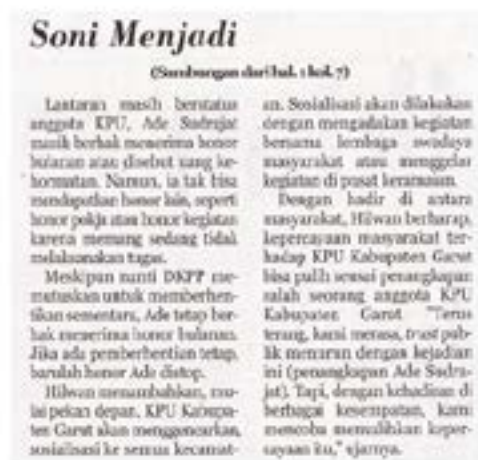 Soni Menjadi
(Sambungan dari hal. 1 kol. 7)
Lantaran masih berstatus
anggota KPU, Ade Sudrajat
masih berhak menerima honor
bulanan atau disebut uang ke-
hormatan. Namun, ia tak bisa
mendapatkan honor lain, seperti
honor pokja atau honor kegiatan
karena memang sedang tidak
melaksanakan tugas.
Meskipun nanti DKPP me-
mutuskan untuk memberhen-
tikan sementara, Ade tetap ber-
hak menerima honor bulanan.
Jika ada pemberhentian tetap,
barulah honor Ade distop.
Hilwan menambahkan, mu-
lai pekan depan, KPU Kabupa-
ten Garut akan menggencarkan
sosialisasi ke semua kecamat-
an. Sosialisasi akan dilakukan
dengan mengadakan kegiatan
bersama lembaga swadaya
masyarakat atau menggelar
kegiatan di pusat keramaian.
Dengan hadir di antara
masyarakat, Hilwan berharap,
kepercayaan masyarakat ter-
hadap KPU Kabupaten Garut
bisa pulih seusai penangkapan
salah seorang anggota KPU
Kabupaten Garut. "Terus
terang, kami merasa, trust pub-
lik menurun dengan kejadian
ini (penangkapan Ade Sudra-
jat). Tapi, dengan kehadiran di
berbagai kesempatan, kami
mencoba memulihkan keper-
cayaan itu," ujarnya.